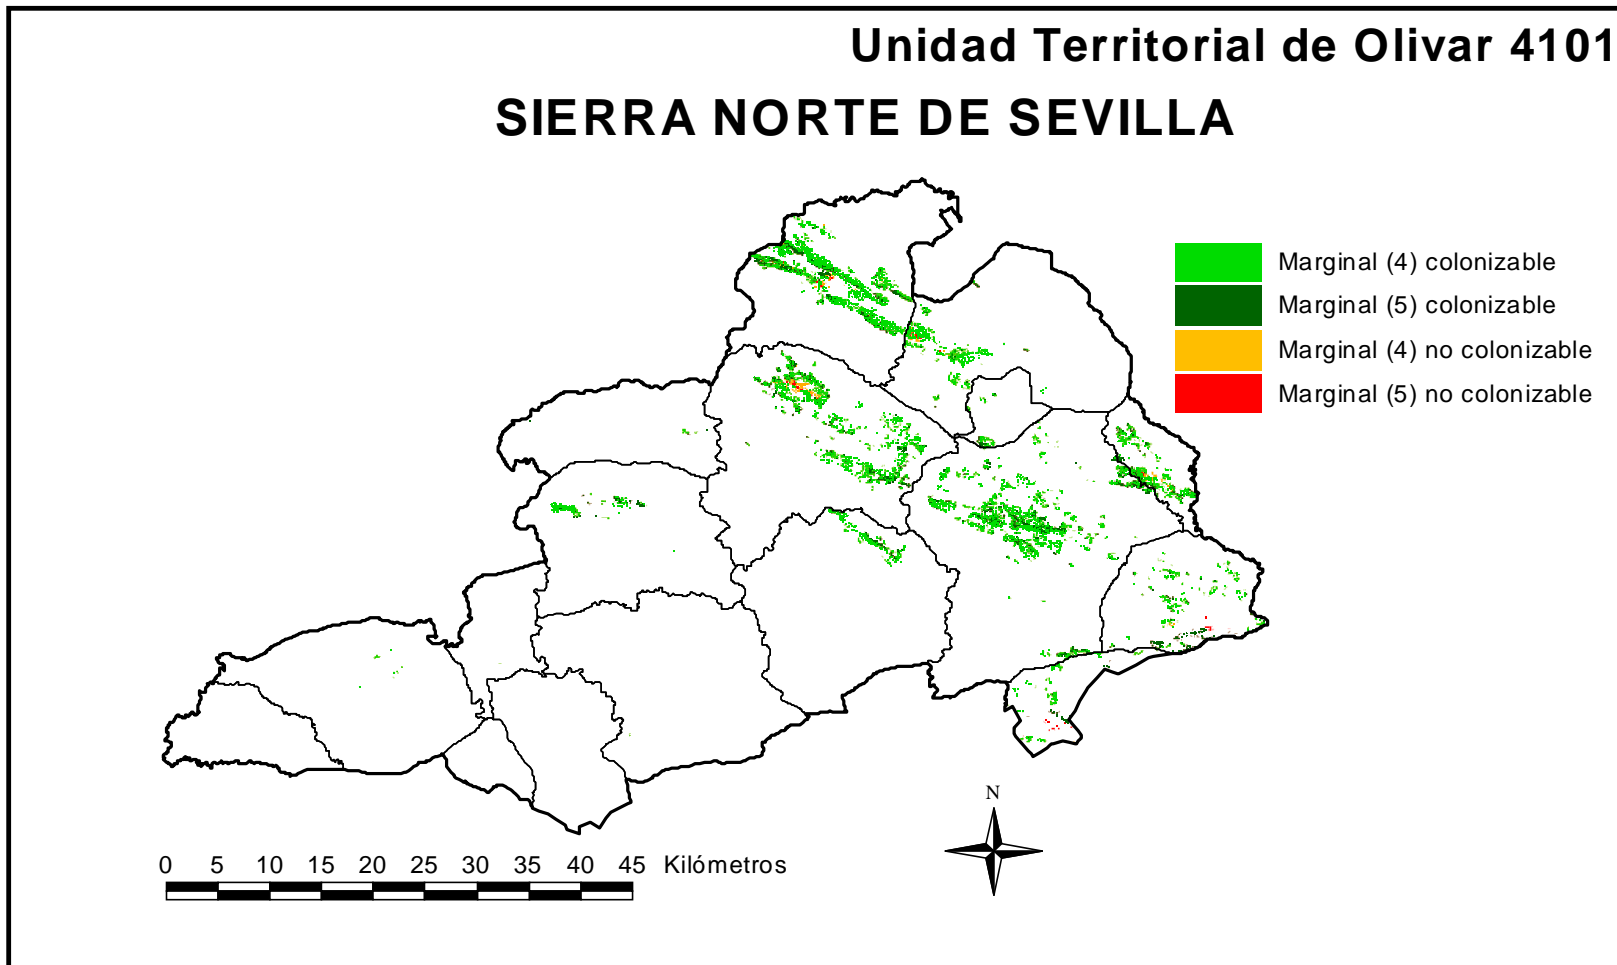 Unidad Territorial de Olivar 4101
SIERRA NORTE DE SEVILLA
Marginal (4) colonizable
Marginal (5) colonizable
Marginal (4) no colonizable
Marginal (5) no colonizable
N
0 5 10 15 20 25 30 35 40 45 Kilómetros